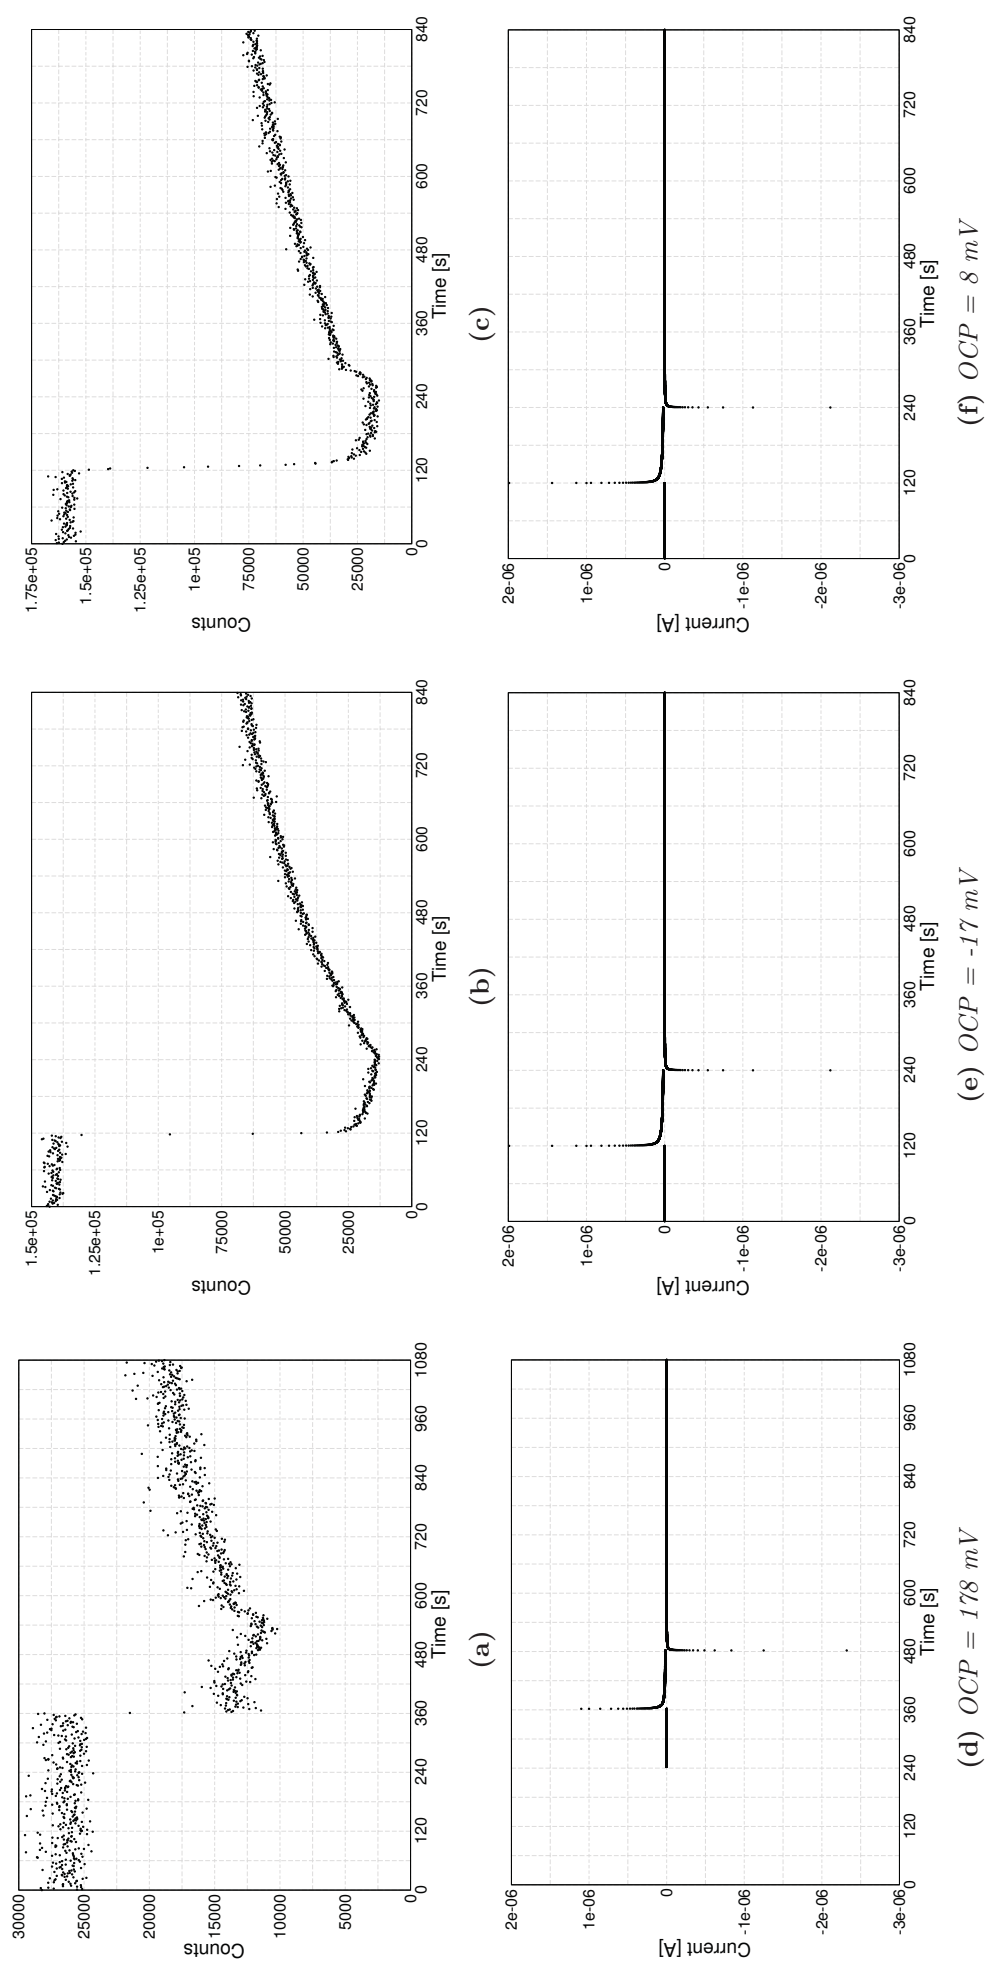 30000
25000
20000
15000
10000
5000
0
Counts
0 120 240 360 480 600 720 840 960 1080
Time [s]
(a)
1.5e+05
1.25e+05
1e+05
75000
50000
25000
0
Counts
0 120 240 360 480 600 720 840
Time [s]
(b)
1.75e+05
1.5e+05
1.25e+05
1e+05
75000
50000
25000
0
Counts
0 120 240 360 480 600 720 840
Time [s]
(c)
2e-06
1e-06
0
-1e-06
-2e-06
-3e-06
Current [A]
0 120 240 360 480 600 720 840 960 1080
Time [s]
(d) OCP = 178 mV
2e-06
1e-06
0
-1e-06
-2e-06
-3e-06
Current [A]
0 120 240 360 480 600 720 840
Time [s]
(e) OCP = -17 mV
2e-06
1e-06
0
-1e-06
-2e-06
-3e-06
Current [A]
0 120 240 360 480 600 720 840
Time [s]
(f) OCP = 8 mV